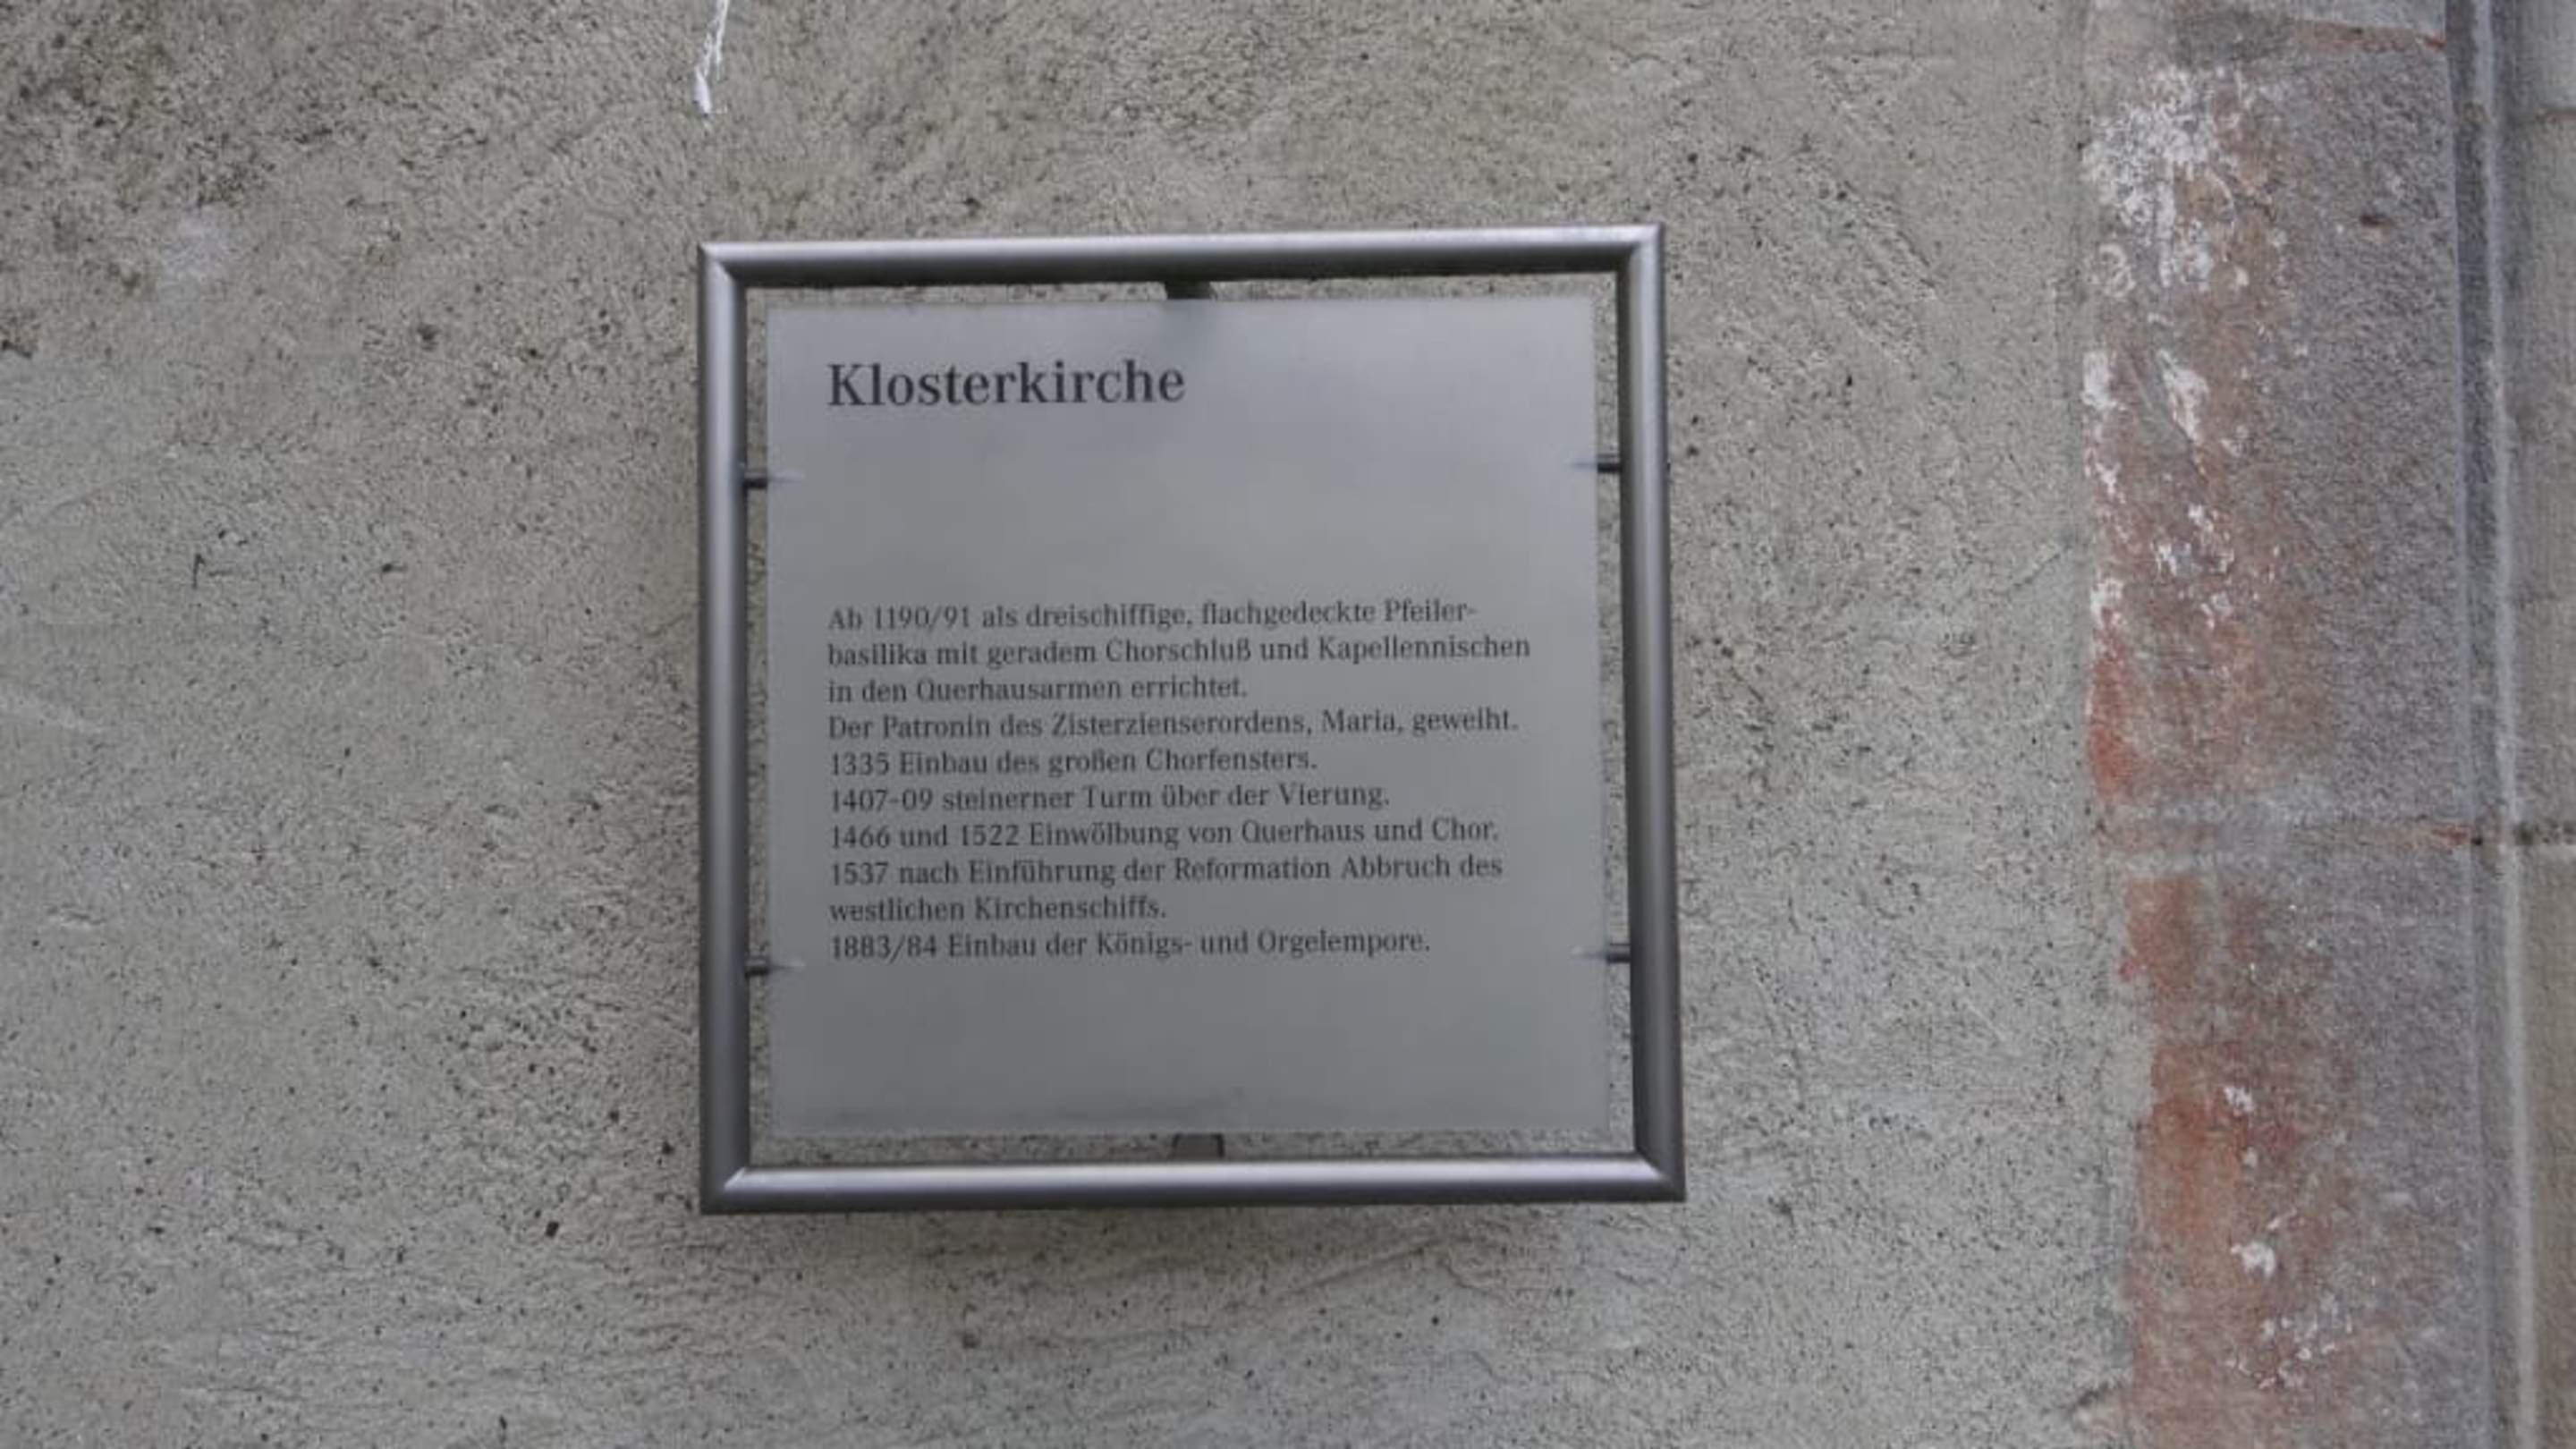 Klosterkirche
Ab 1190/91 als dreischiffige, flachgedeckte Pfeiler-
basilika mit geradem Chorschluß und Kapellennischen
in den Querhausarmen errichtet.
Der Patronin des Zisterzienserordens, Maria, geweiht.
1335 Einbau des großen Chorfensters.
1407-09 steinerner Turm über der Vierung.
1466 und 1522 Einwölbung von Querhaus und Chor.
1537 nach Einführung der Reformation Abbruch des
westlichen Kirchenschiffs.
1883/84 Einbau der Königs- und Orgelempore.